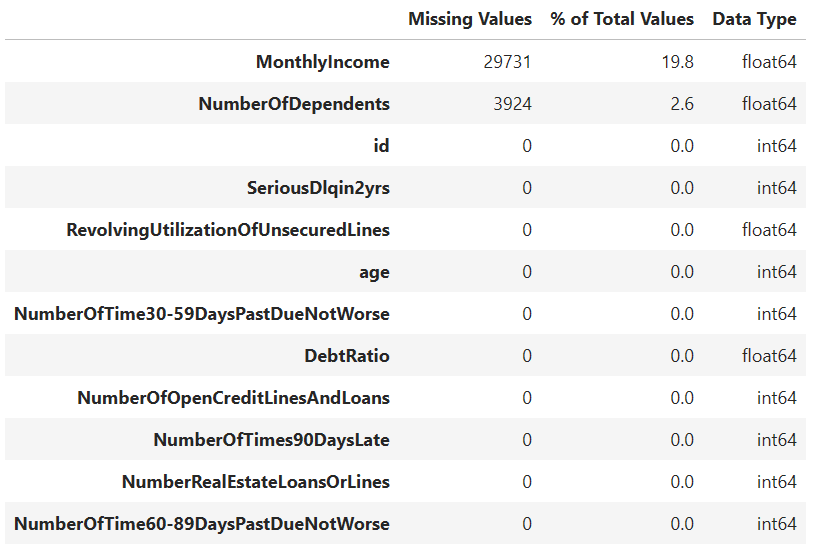 Missing Values % of Total Values Data Type
MonthlyIncome 29731 19.8 float64
NumberOfDependents 3924 2.6 float64
id 0 0.0 int64
SeriousDlqin2yrs 0 0.0 int64
RevolvingUtilizationOfUnsecuredLines 0 0.0 float64
age 0 0.0 int64
NumberOfTime30-59DaysPastDueNotWorse 0 0.0 int64
DebtRatio 0 0.0 float64
NumberOfOpenCreditLinesAndLoans 0 0.0 int64
NumberOfTimes90DaysLate 0 0.0 int64
NumberRealEstateLoansOrLines 0 0.0 int64
NumberOfTime60-89DaysPastDueNotWorse 0 0.0 int64